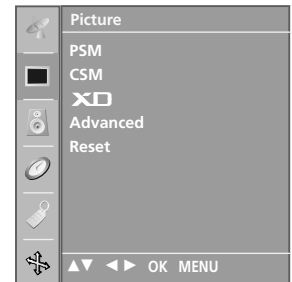 Picture
PSM
CSM
XD
Advanced
Reset
▲▼ ◄► OK MENU